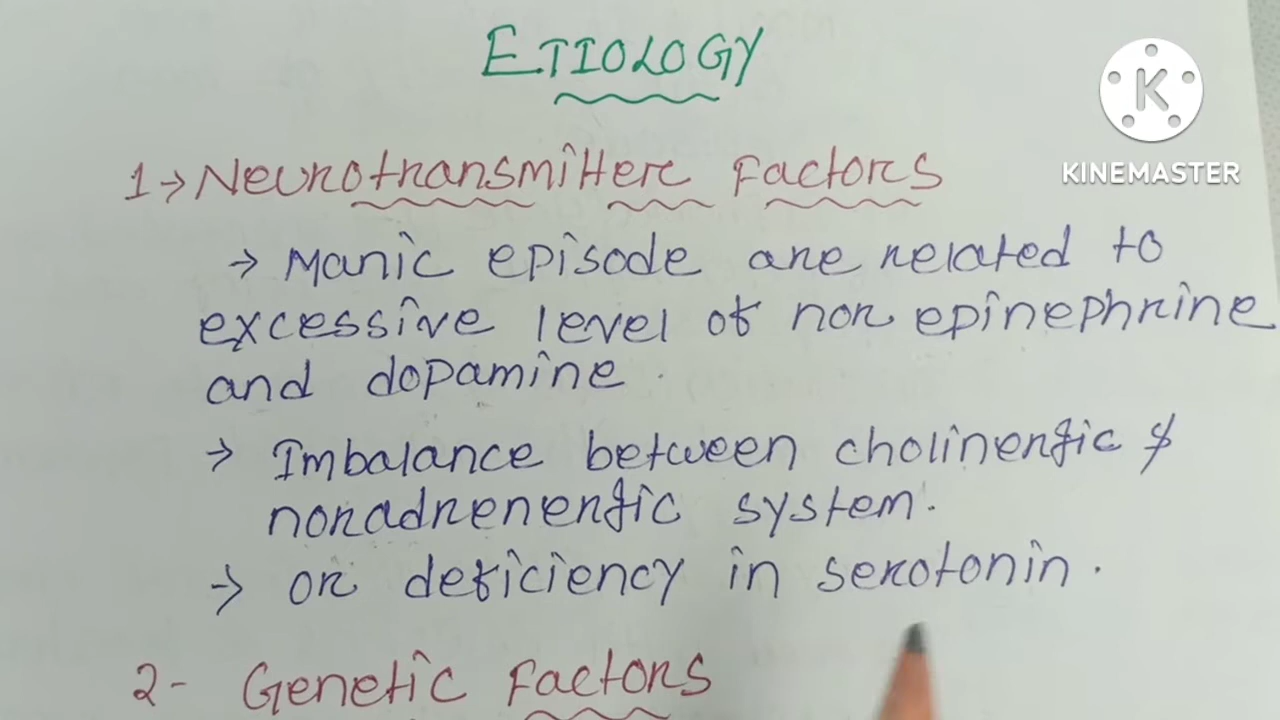 ETIOLOGY
K
KINEMASTER
1→ Neurotransmitter Factors
→ Manic episode are related to
excessive level of nor epinephrine
and dopamine.
→ Imbalance between cholinergic &
noradrenergic system.
→ or deficiency in serotonin.
2- Genetic Factors